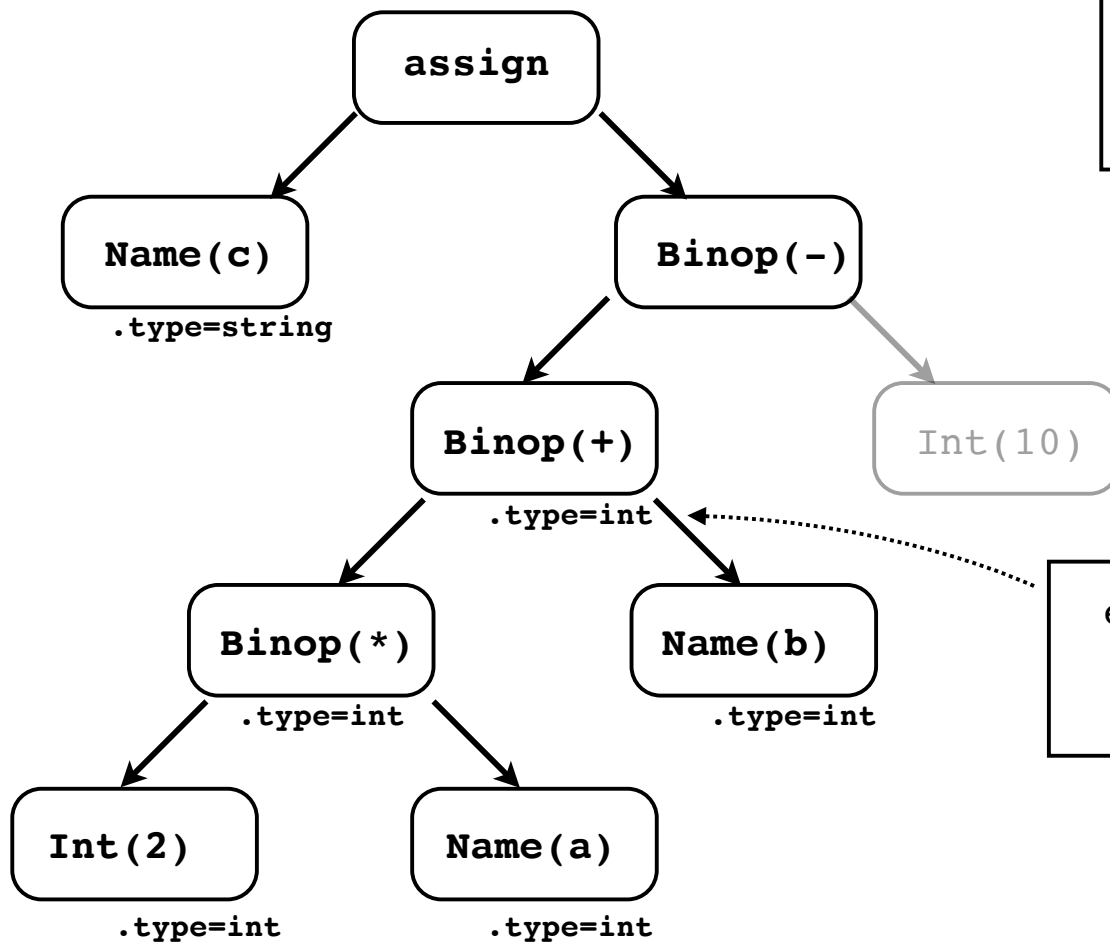 assign
Name(c)
Binop(-)
.type=string
Binop(+)
Int(10)
.type=int
e
Binop(*)
Name(b)
.type=int
.type=int
Int(2)
Name(a)
.type=int
.type=int